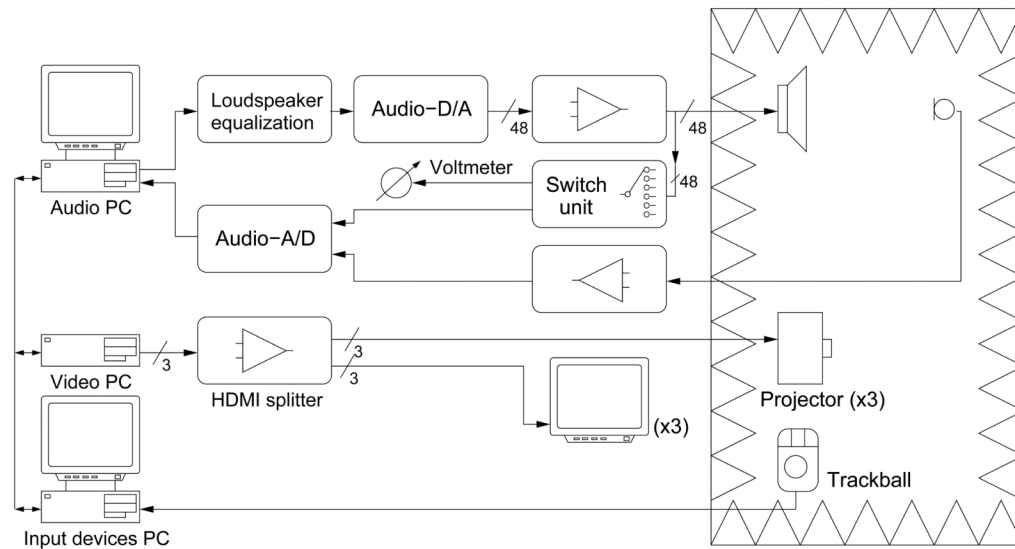 Loudspeaker
equalization
Audio−D/A
48
48
48
Voltmeter
Switch
unit
Audio PC
Audio−A/D
3
3
3
Video PC
HDMI splitter
(x3)
Projector (x3)
Trackball
Input devices PC